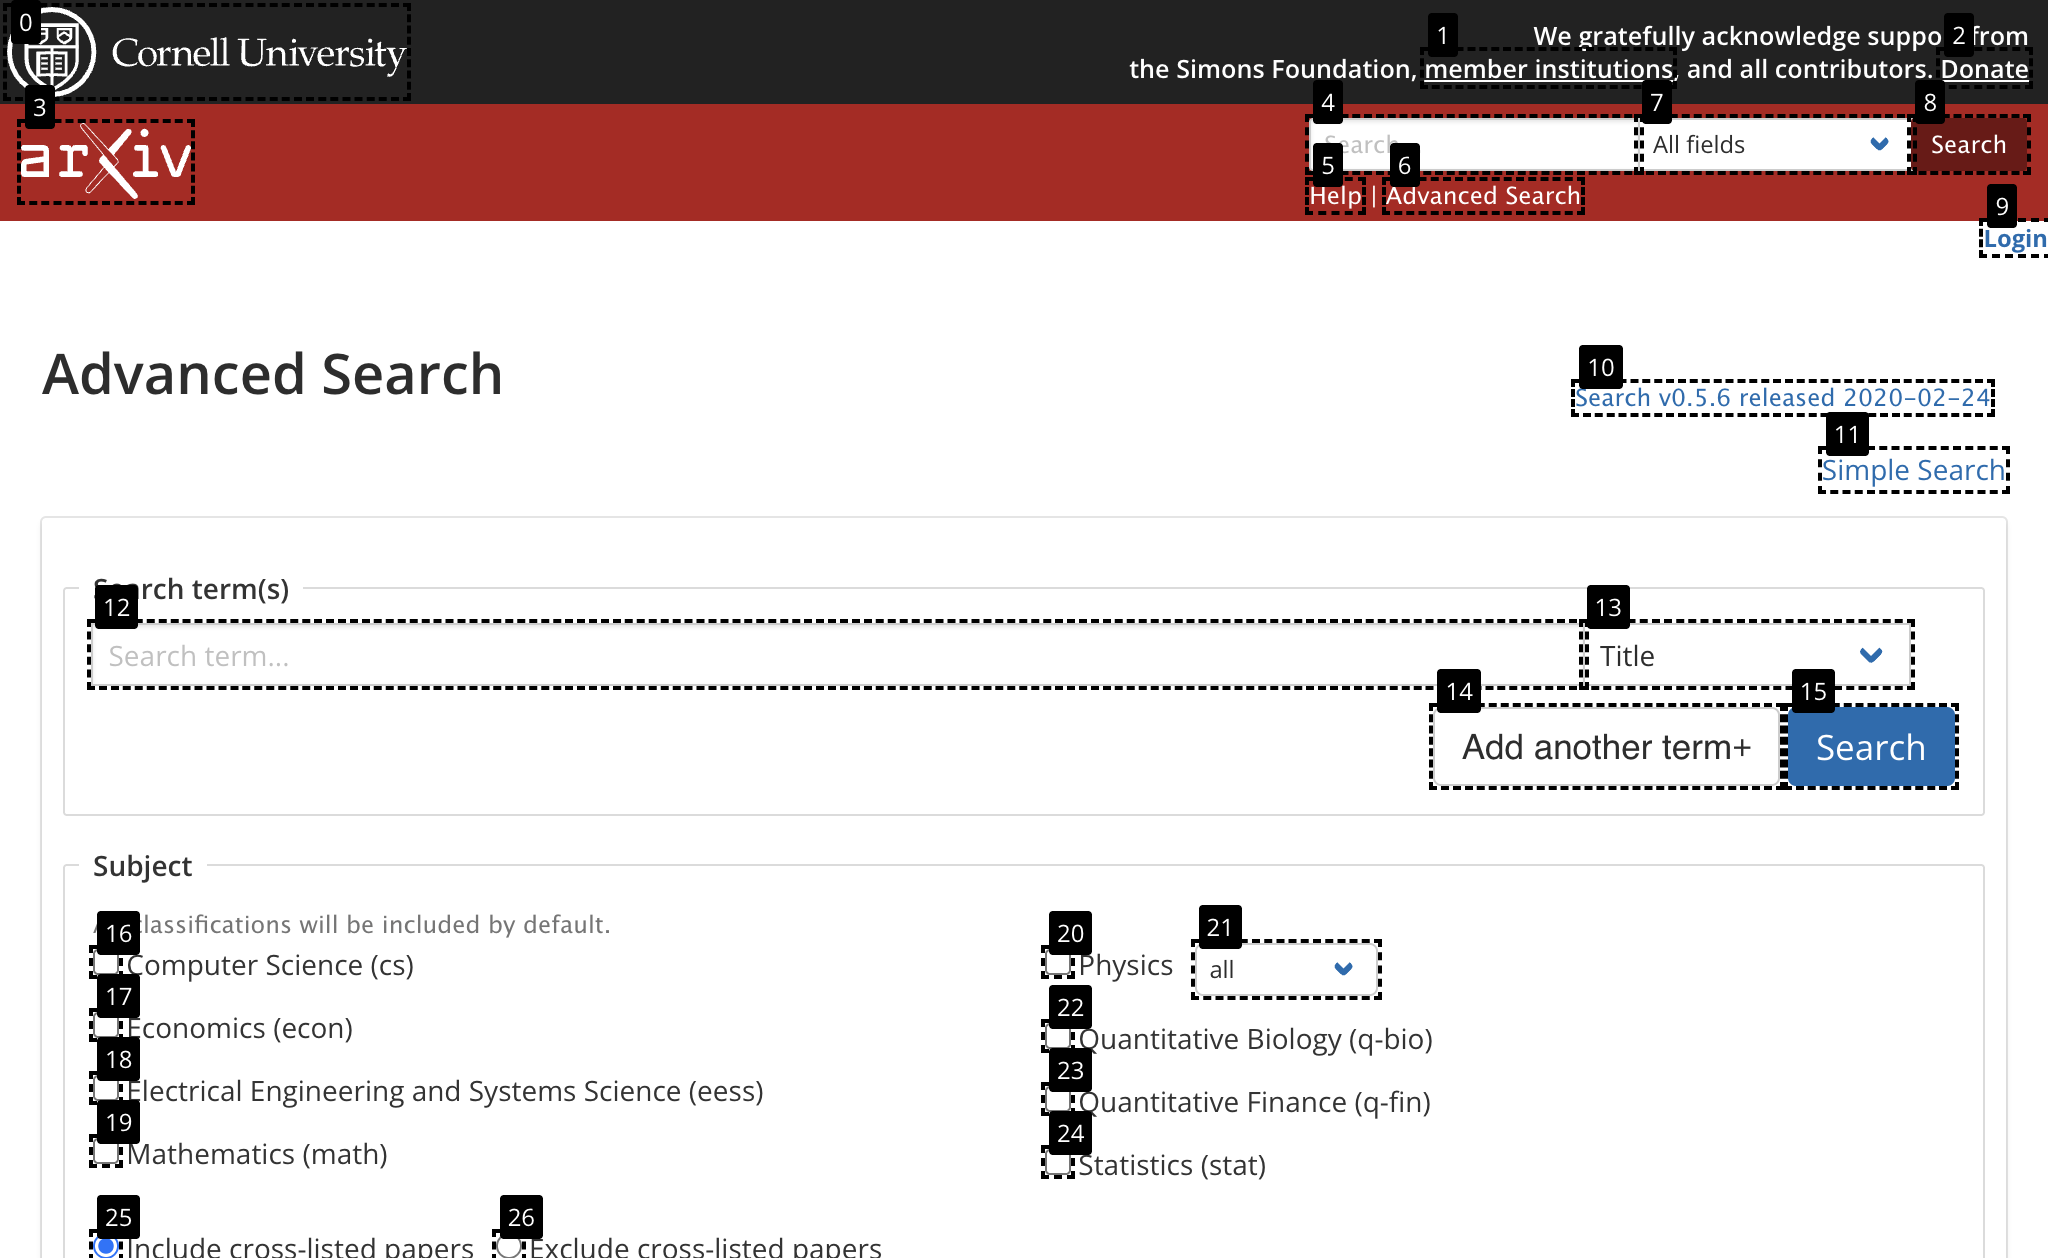 0
Cornell University
1
2
We gratefully acknowledge suppo from
the Simons Foundation, member institutions, and all contributors. Donate
3
arXiv
4
7
8
Search
All fields
Search
5
6
Help | Advanced Search
9
Login
Advanced Search
10
Search v0.5.6 released 2020-02-24
11
Simple Search
Search term(s)
12
13
Search term...
Title
14
15
Add another term+
Search
Subject
classifications will be included by default.
16
Computer Science (cs)
17
Economics (econ)
18
Electrical Engineering and Systems Science (eess)
19
Mathematics (math)
20
21
Physics
all
22
Quantitative Biology (q-bio)
23
Quantitative Finance (q-fin)
24
Statistics (stat)
25
26
Include cross-listed papers
Exclude cross-listed papers